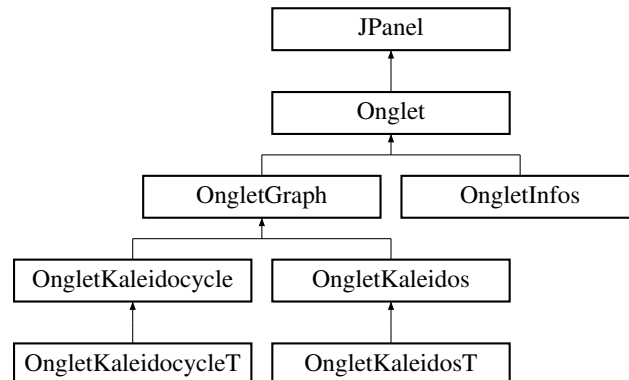 JPanel
Onglet
OngletGraph
OngletInfos
OngletKaleidocycle
OngletKaleidos
OngletKaleidocycleT
OngletKaleidosT